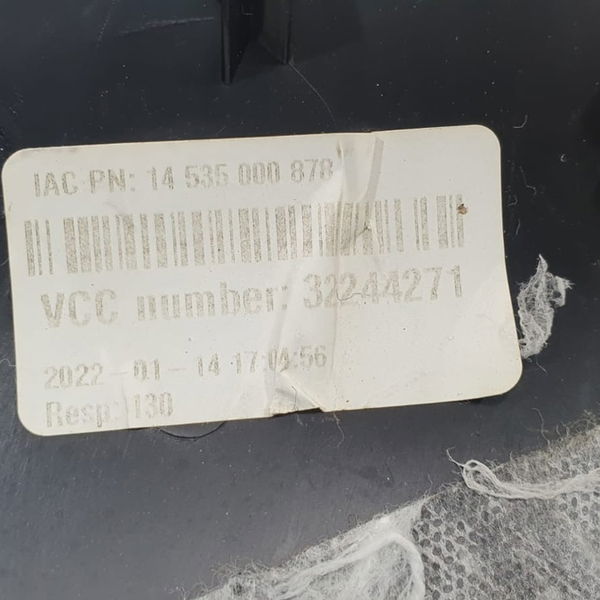 IAC PN: 14 535 000 878
VCC number: 32244271
2022-01-14 17:04:56
Resp: 130